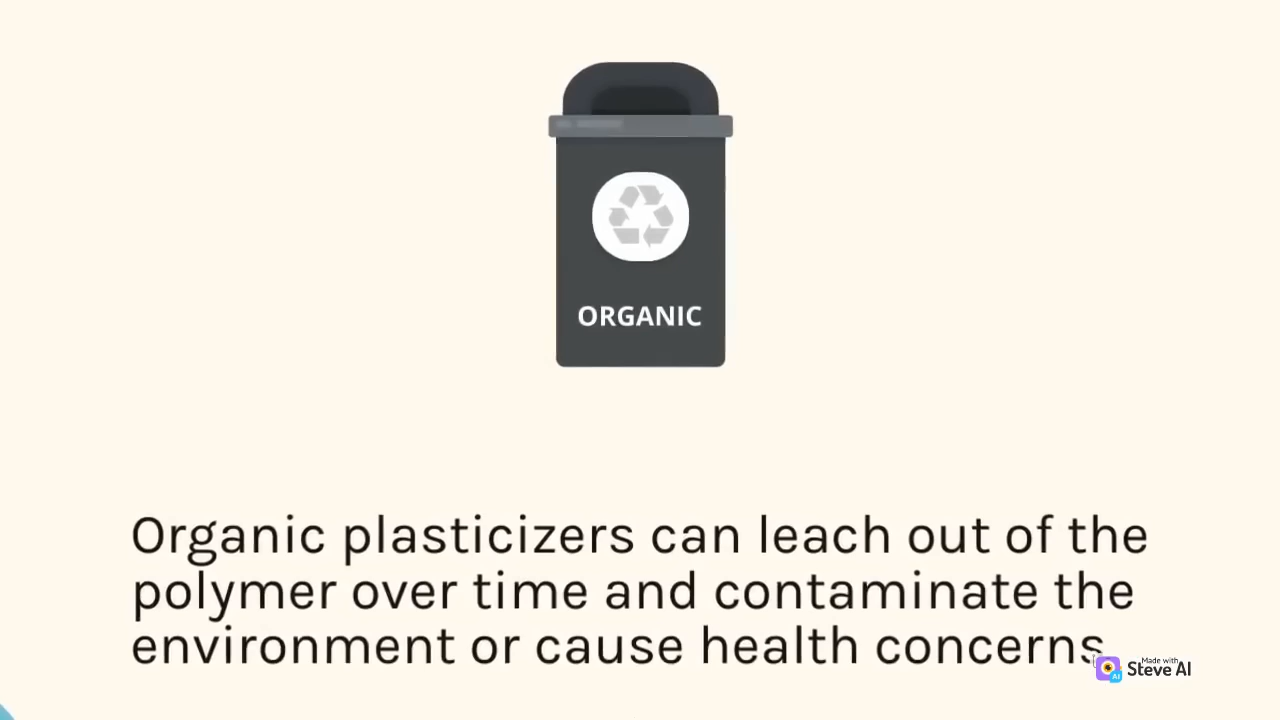 ORGANIC
Organic plasticizers can leach out of the
polymer over time and contaminate the
environment or cause health concerns
Made with
Steve AI
AI